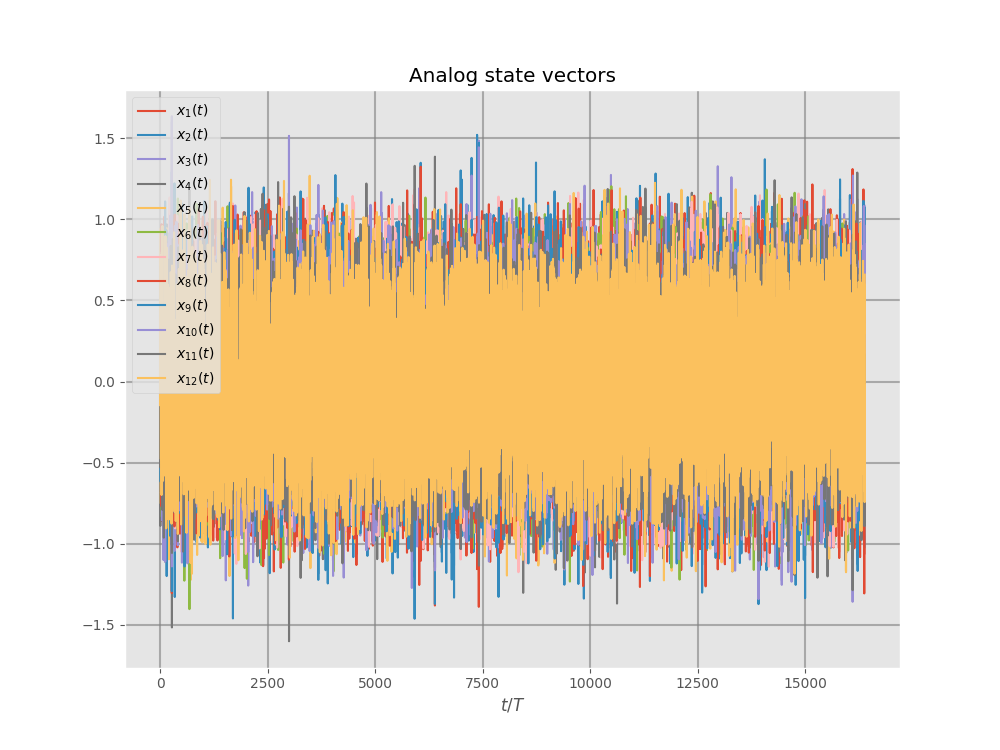 Analog state vectors
x₁(t)
x₂(t)
x₃(t)
x₄(t)
x₅(t)
x₆(t)
x₇(t)
x₈(t)
x₉(t)
x₁₀(t)
x₁₁(t)
x₁₂(t)
1.5
1.0
0.5
0.0
−0.5
−1.0
−1.5
0 2500 5000 7500 10000 12500 15000
t/T